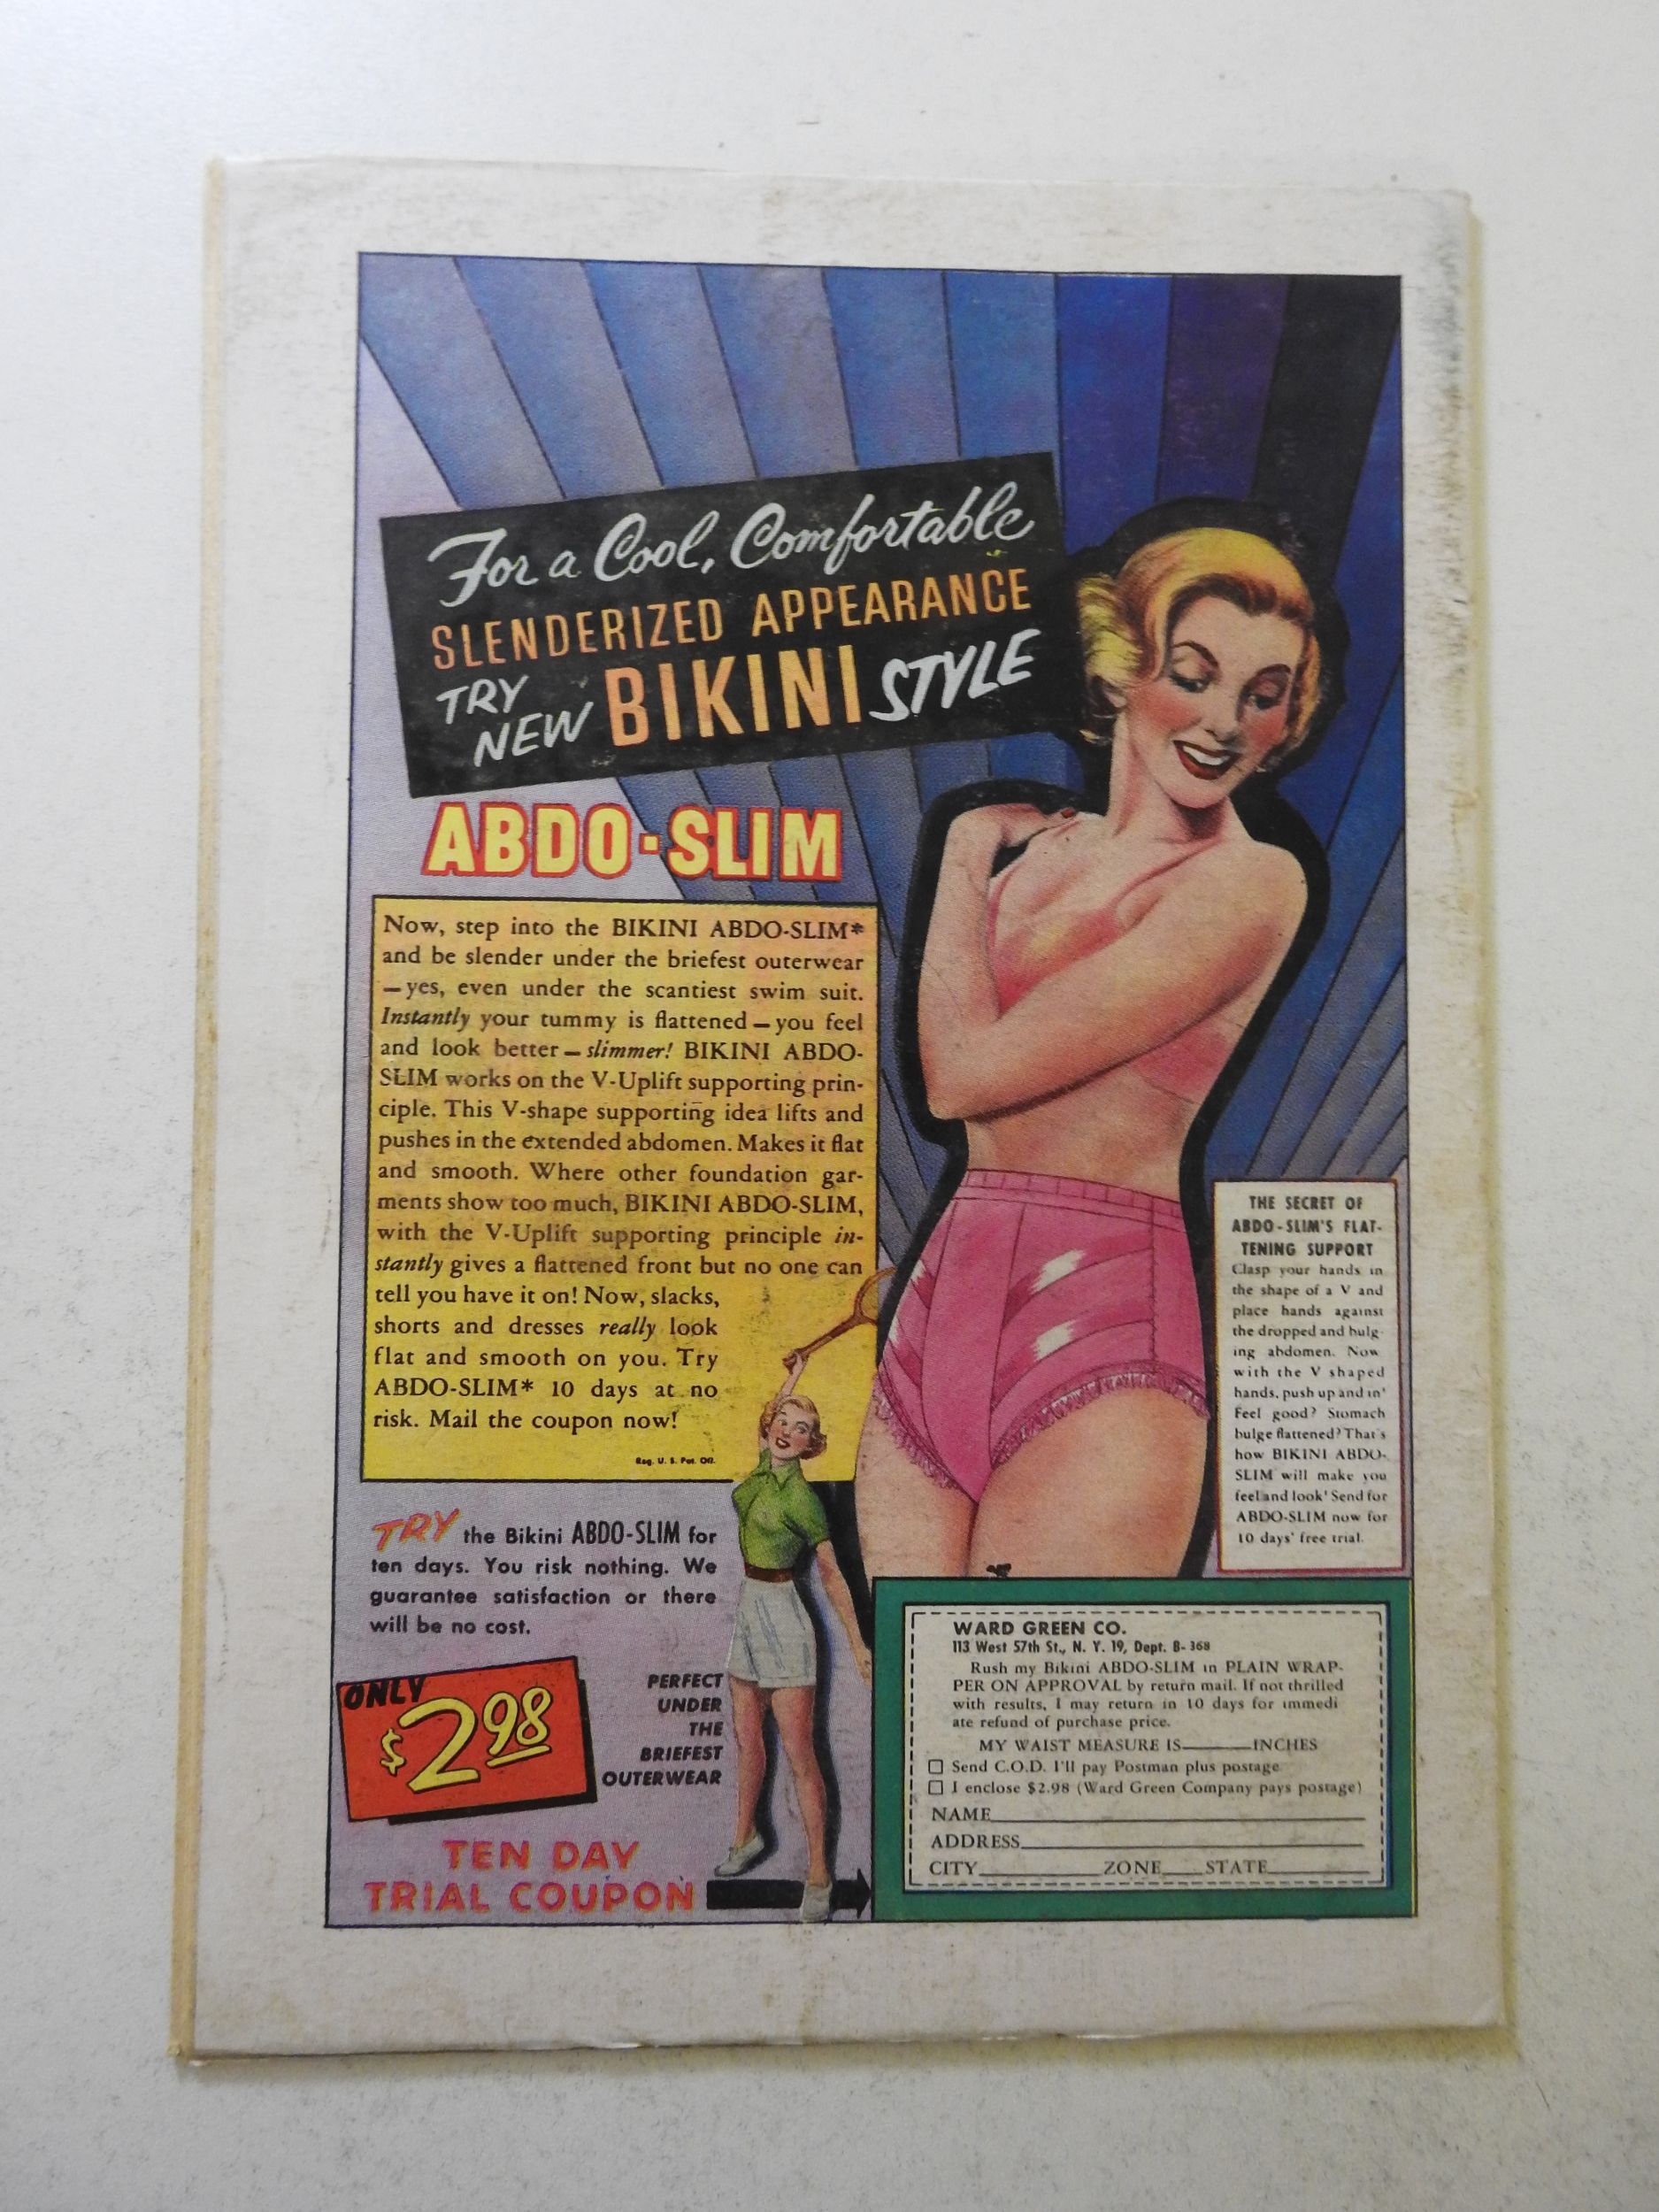 For a Cool, Comfortable
SLENDERIZED APPEARANCE
TRY
NEW BIKINI STYLE
ABDO-SLIM
Now, step into the BIKINI ABDO-SLIM*
and be slender under the briefest outerwear
—yes, even under the scantiest swim suit.
Instantly your tummy is flattened—you feel
and look better—slimmer! BIKINI ABDO-
SLIM works on the V-Uplift supporting prin-
ciple. This V-shape supporting idea lifts and
pushes in the extended abdomen. Makes it flat
and smooth. Where other foundation gar-
ments show too much, BIKINI ABDO-SLIM,
with the V-Uplift supporting principle in-
stantly gives a flattened front but no one can
tell you have it on! Now, slacks,
shorts and dresses really look
flat and smooth on you. Try
ABDO-SLIM* 10 days at no
risk. Mail the coupon now!
Reg. U. S. Pat. Off.
THE SECRET OF
ABDO-SLIM'S FLAT-
TENING SUPPORT
Clasp your hands in
the shape of a V and
place hands against
the dropped and bulg-
ing abdomen. Now
with the V shaped
hands, push up and in!
Feel good? Stomach
bulge flattened? That's
how BIKINI ABDO-
SLIM will make you
feel and look! Send for
ABDO-SLIM now for
10 days' free trial.
TRY the Bikini ABDO-SLIM for
ten days. You risk nothing. We
guarantee satisfaction or there
will be no cost.
ONLY
$2.98
PERFECT
UNDER
THE
BRIEFEST
OUTERWEAR
TEN DAY
TRIAL COUPON
WARD GREEN CO.
113 West 57th St., N. Y. 19, Dept. B-368
Rush my Bikini ABDO-SLIM in PLAIN WRAP-
PER ON APPROVAL by return mail. If not thrilled
with results, I may return in 10 days for immedi
ate refund of purchase price.
MY WAIST MEASURE IS______INCHES
☐ Send C.O.D. I'll pay Postman plus postage
☐ I enclose $2.98 (Ward Green Company pays postage)
NAME
ADDRESS
CITY______ZONE___STATE______